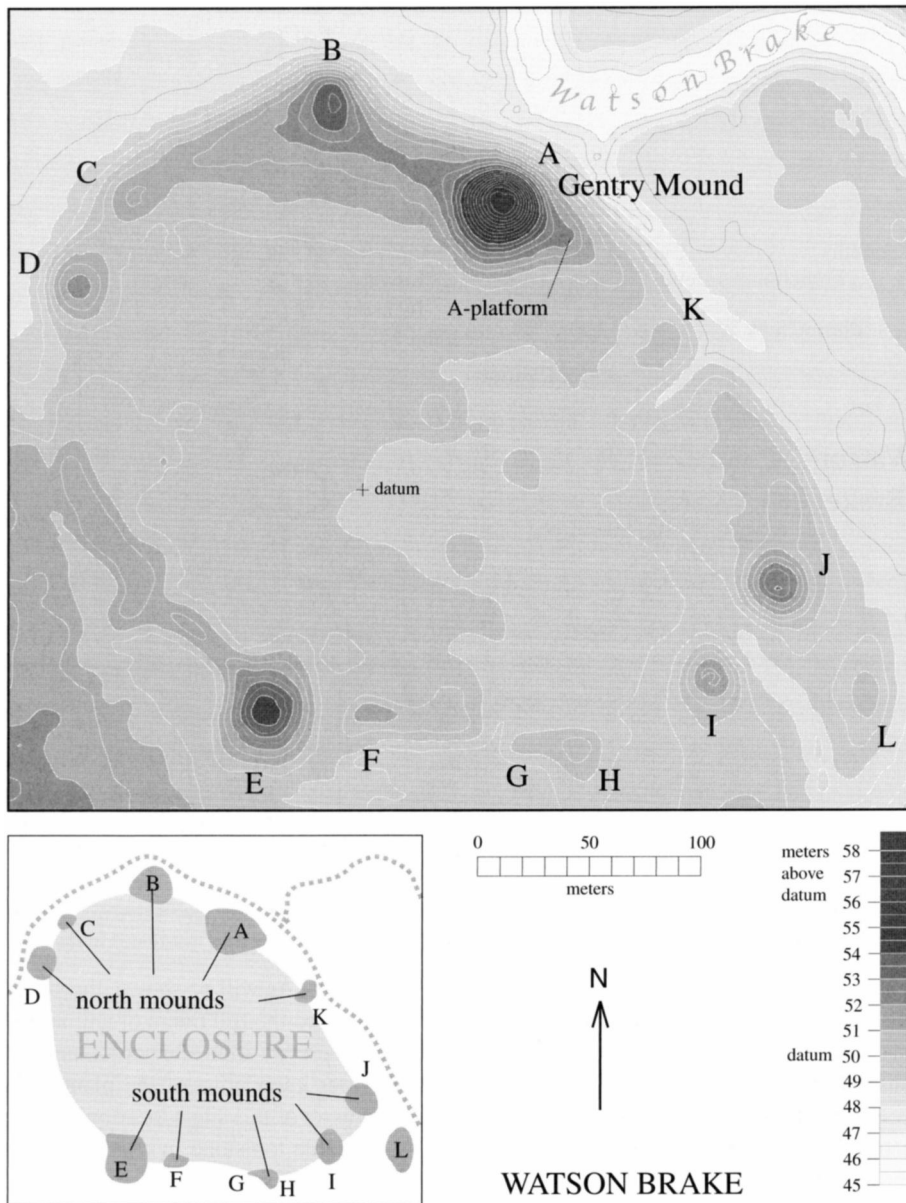 B
Watson Brake
A
Gentry Mound
C
D
A-platform
K
+ datum
J
E
F
G
H
I
L
B
C
A
D
north mounds
K
ENCLOSURE
J
south mounds
E
F
G
H
I
L
0 50 100
meters
N
WATSON BRAKE
meters
above
datum
58
57
56
55
54
53
52
51
datum 50
49
48
47
46
45